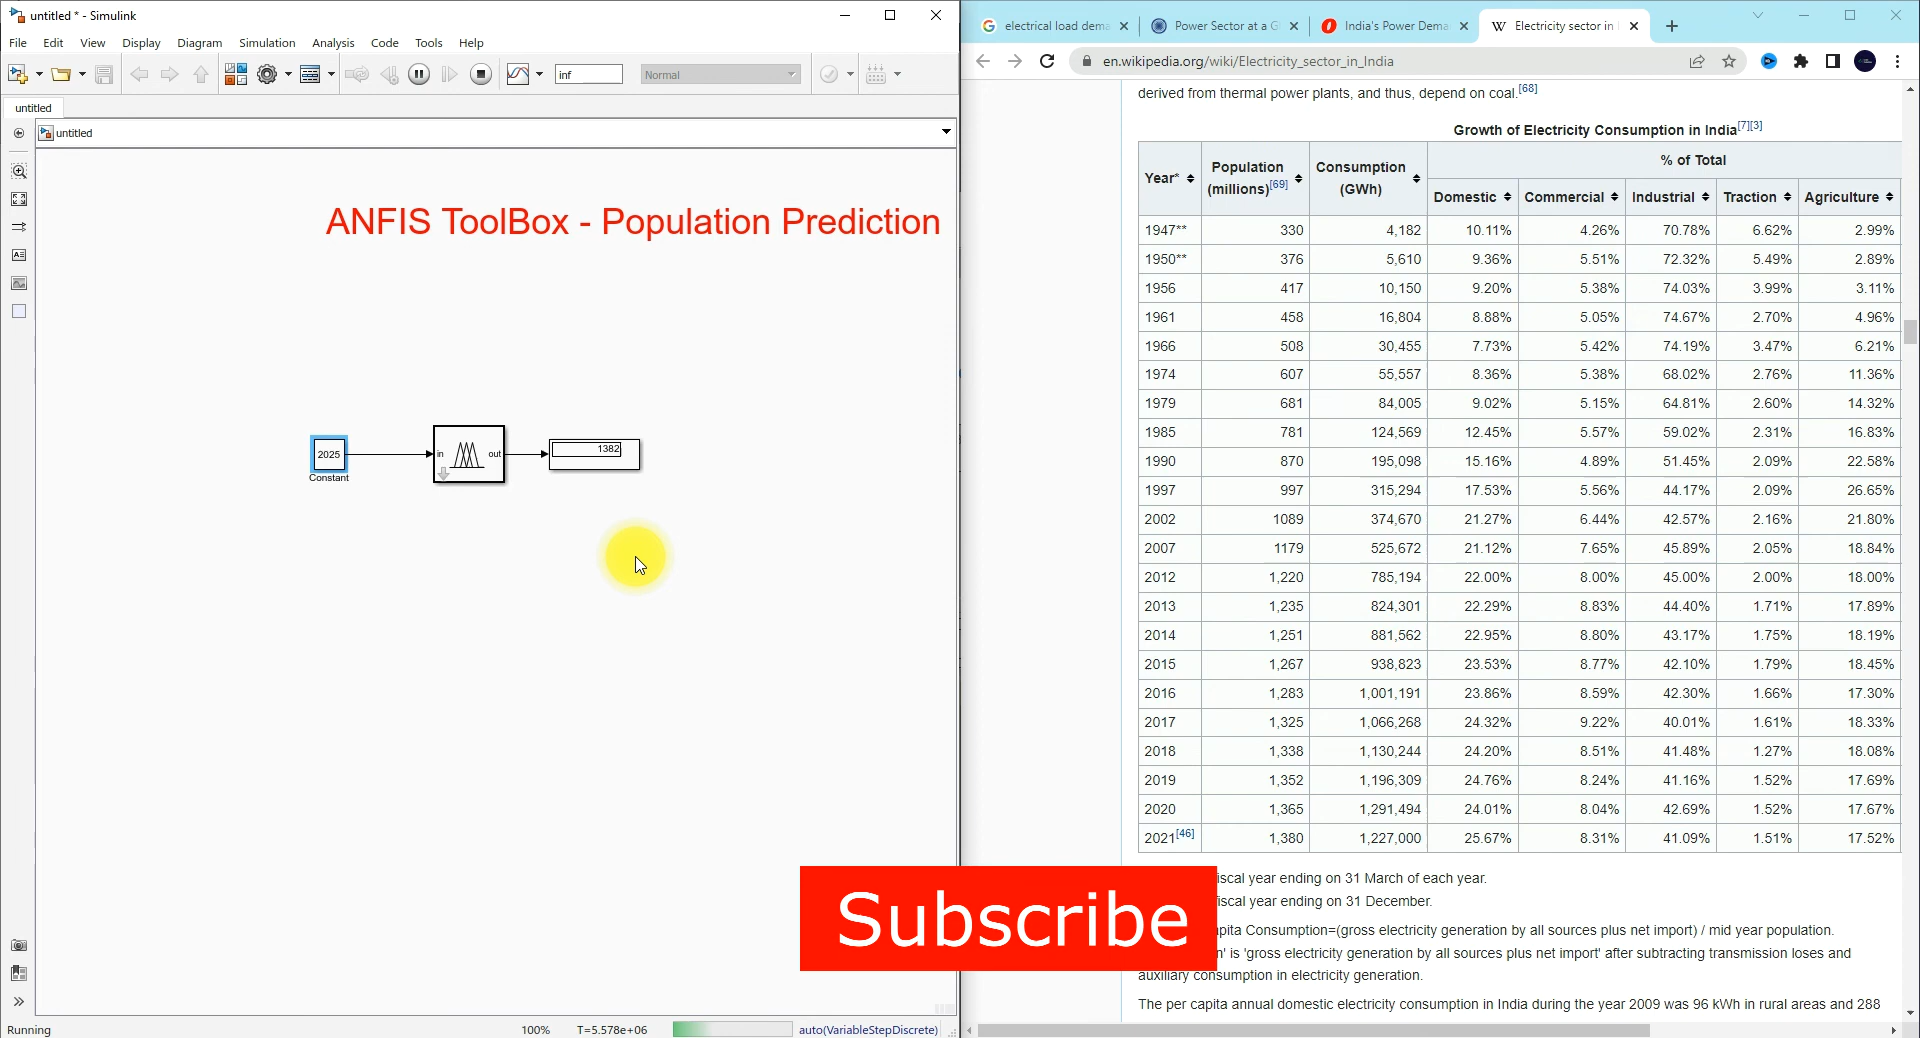 untitled * - Simulink
File Edit View Display Diagram Simulation Analysis Code Tools Help
inf Normal
untitled
untitled
ANFIS ToolBox - Population Prediction
2025
Constant
in out
1382
Running 100% T=5.578e+06 auto(VariableStepDiscrete)
electrical load dema Power Sector at a G India's Power Dema Electricity sector in
en.wikipedia.org/wiki/Electricity_sector_in_India
derived from thermal power plants, and thus, depend on coal.[68]
Growth of Electricity Consumption in India[7][3]
Year* Population (millions)[69] Consumption (GWh) % of Total
Domestic Commercial Industrial Traction Agriculture
1947** 330 4,182 10.11% 4.26% 70.78% 6.62% 2.99%
1950** 376 5,610 9.36% 5.51% 72.32% 5.49% 2.89%
1956 417 10,150 9.20% 5.38% 74.03% 3.99% 3.11%
1961 458 16,804 8.88% 5.05% 74.67% 2.70% 4.96%
1966 508 30,455 7.73% 5.42% 74.19% 3.47% 6.21%
1974 607 55,557 8.36% 5.38% 68.02% 2.76% 11.36%
1979 681 84,005 9.02% 5.15% 64.81% 2.60% 14.32%
1985 781 124,569 12.45% 5.57% 59.02% 2.31% 16.83%
1990 870 195,098 15.16% 4.89% 51.45% 2.09% 22.58%
1997 997 315,294 17.53% 5.56% 44.17% 2.09% 26.65%
2002 1089 374,670 21.27% 6.44% 42.57% 2.16% 21.80%
2007 1179 525,672 21.12% 7.65% 45.89% 2.05% 18.84%
2012 1,220 785,194 22.00% 8.00% 45.00% 2.00% 18.00%
2013 1,235 824,301 22.29% 8.83% 44.40% 1.71% 17.89%
2014 1,251 881,562 22.95% 8.80% 43.17% 1.75% 18.19%
2015 1,267 938,823 23.53% 8.77% 42.10% 1.79% 18.45%
2016 1,283 1,001,191 23.86% 8.59% 42.30% 1.66% 17.30%
2017 1,325 1,066,268 24.32% 9.22% 40.01% 1.61% 18.33%
2018 1,338 1,130,244 24.20% 8.51% 41.48% 1.27% 18.08%
2019 1,352 1,196,309 24.76% 8.24% 41.16% 1.52% 17.69%
2020 1,365 1,291,494 24.01% 8.04% 42.69% 1.52% 17.67%
2021[46] 1,380 1,227,000 25.67% 8.31% 41.09% 1.51% 17.52%
iscal year ending on 31 March of each year.
iscal year ending on 31 December.
apita Consumption=(gross electricity generation by all sources plus net import) / mid year population.
n' is 'gross electricity generation by all sources plus net import' after subtracting transmission loses and
auxiliary consumption in electricity generation.
The per capita annual domestic electricity consumption in India during the year 2009 was 96 kWh in rural areas and 288
Subscribe